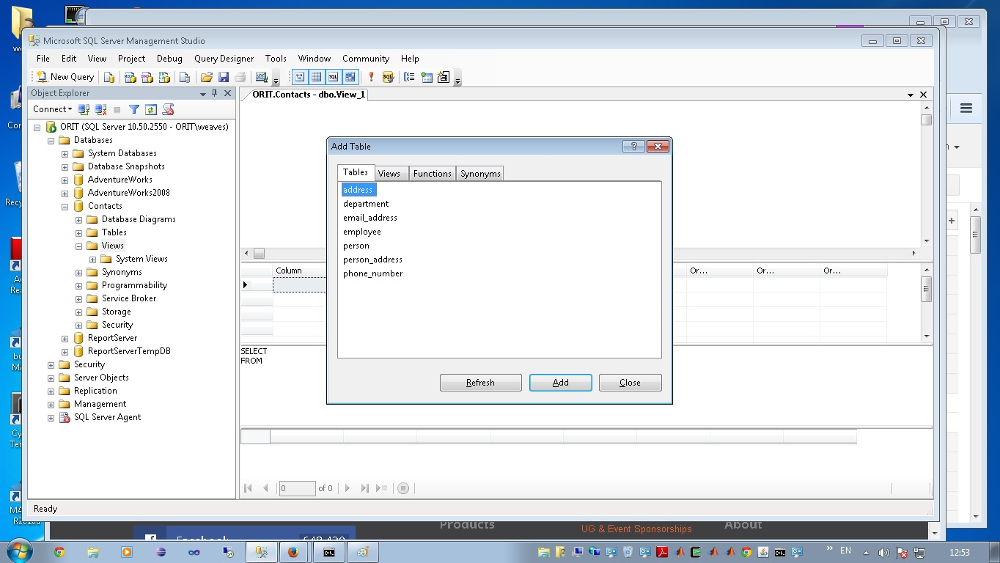 Microsoft SQL Server Management Studio
File Edit View Project Debug Query Designer Tools Window Community Help
New Query
Object Explorer
Connect
ORIT (SQL Server 10.50.2550 - ORIT\weaves)
Databases
System Databases
Database Snapshots
AdventureWorks
AdventureWorks2008
Contacts
Database Diagrams
Tables
Views
System Views
Synonyms
Programmability
Service Broker
Storage
Security
ReportServer
ReportServerTempDB
Security
Server Objects
Replication
Management
SQL Server Agent
ORIT.Contacts - dbo.View_1
Column
Or... Or... Or...
SELECT
FROM
0 of 0
Add Table
Tables Views Functions Synonyms
address
department
email_address
employee
person
person_address
phone_number
Refresh Add Close
Ready
Products
UG & Event Sponsorships
About
Facebook
EN
12:53